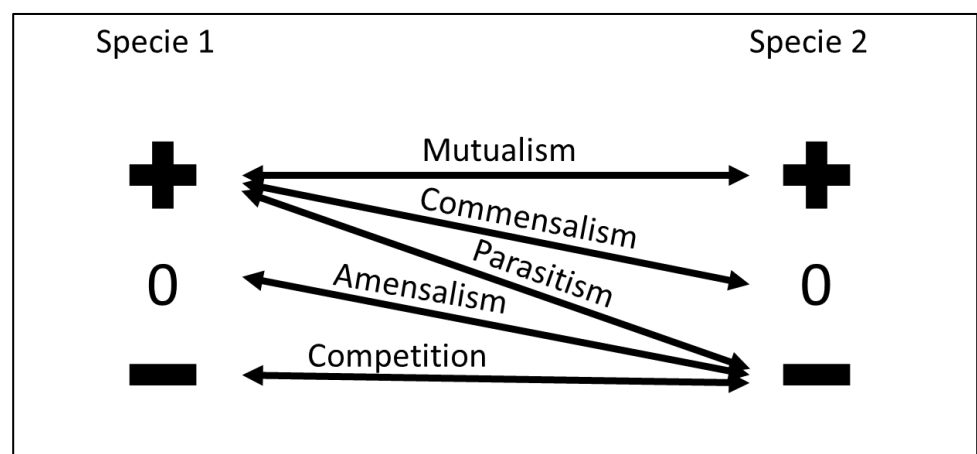 Specie 1
Specie 2
Mutualism
Commensalism
Parasitism
0
Amensalism
0
Competition